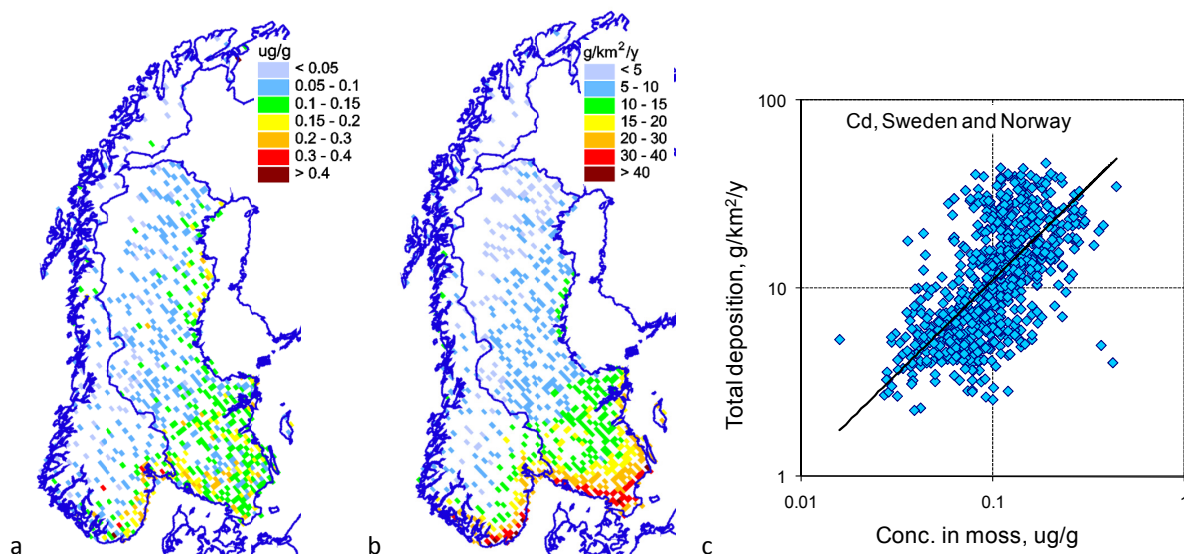 ug/g
< 0.05
0.05 - 0.1
0.1 - 0.15
0.15 - 0.2
0.2 - 0.3
0.3 - 0.4
> 0.4
a
g/km²/y
< 5
5 - 10
10 - 15
15 - 20
20 - 30
30 - 40
> 40
b
Cd, Sweden and Norway
Total deposition, g/km²/y
100
10
1
0.01
0.1
1
Conc. in moss, ug/g
c